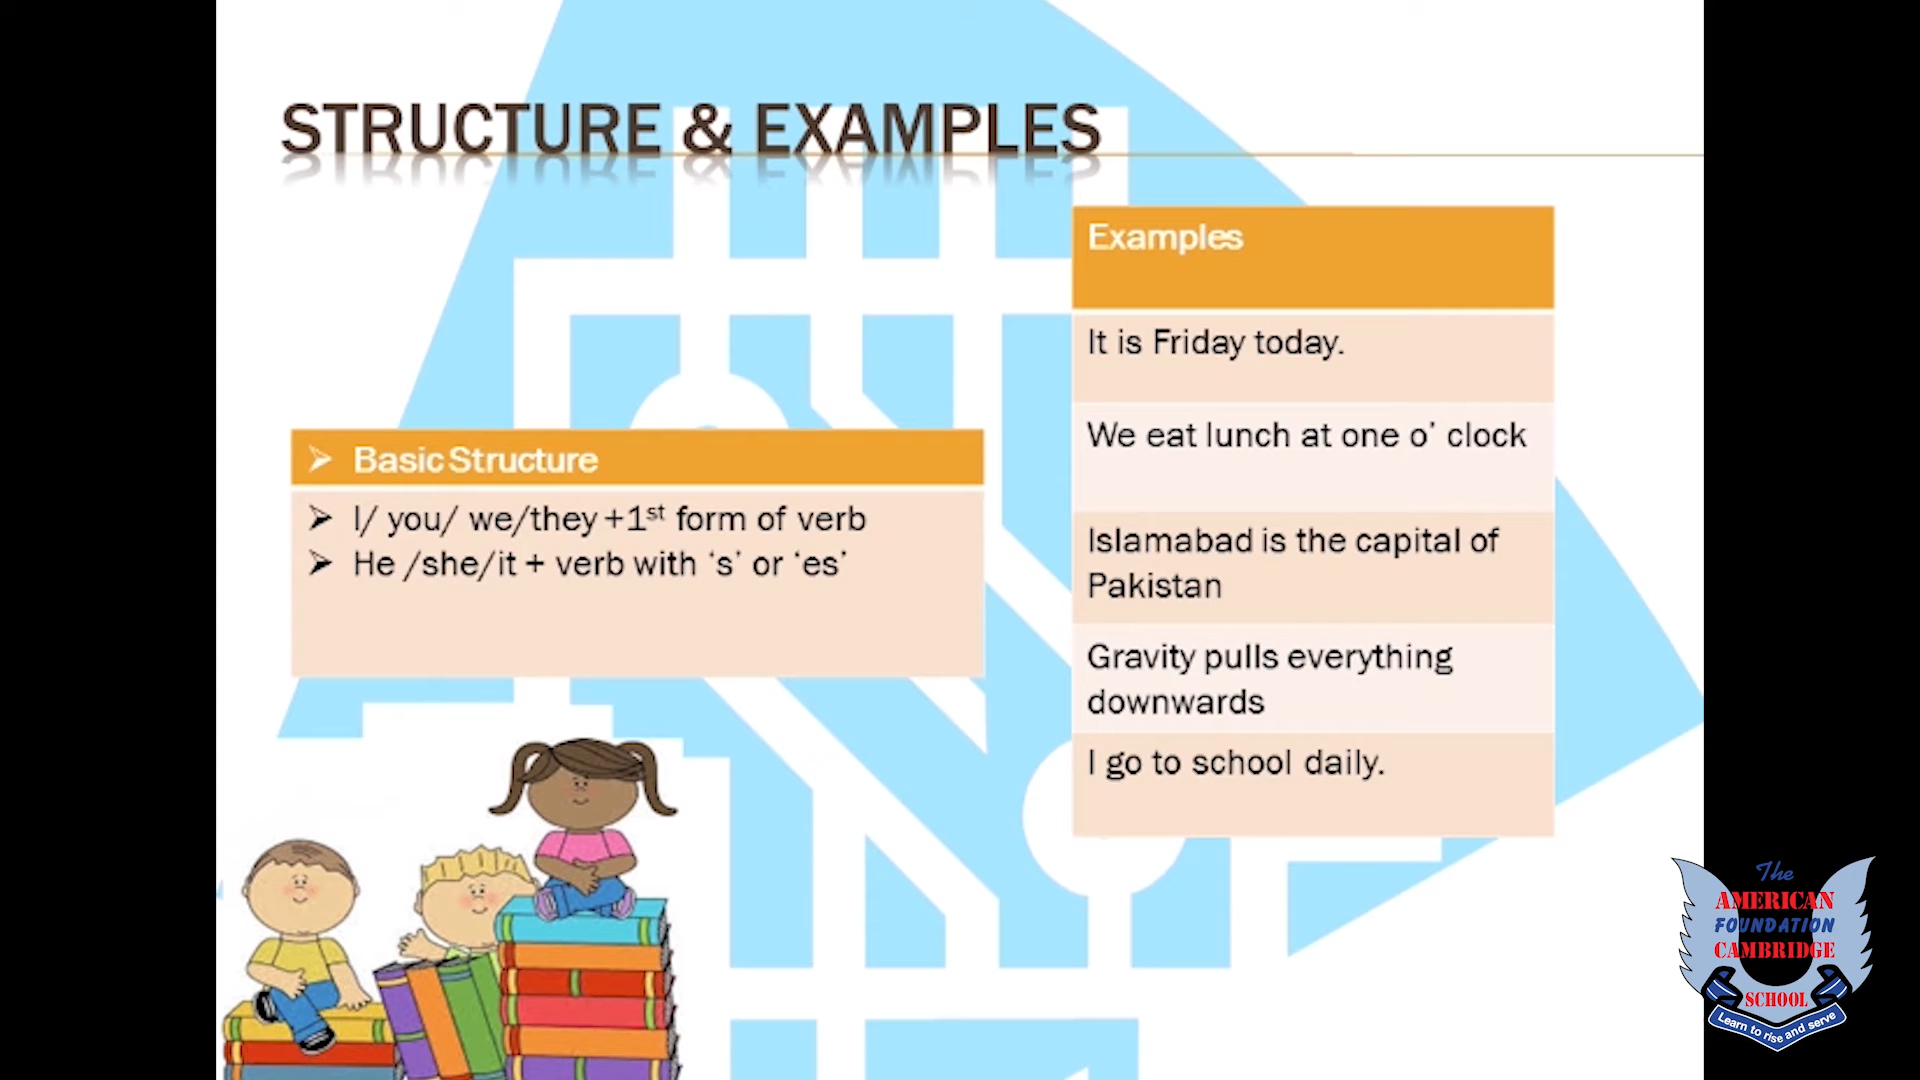 STRUCTURE & EXAMPLES
➢ Basic Structure
➢ I/ you/ we/they +1st form of verb
➢ He /she/it + verb with ‘s’ or ‘es’
Examples
It is Friday today.
We eat lunch at one o’ clock
Islamabad is the capital of
Pakistan
Gravity pulls everything
downwards
I go to school daily.
The
AMERICAN
FOUNDATION
CAMBRIDGE
SCHOOL
Learn to rise and serve